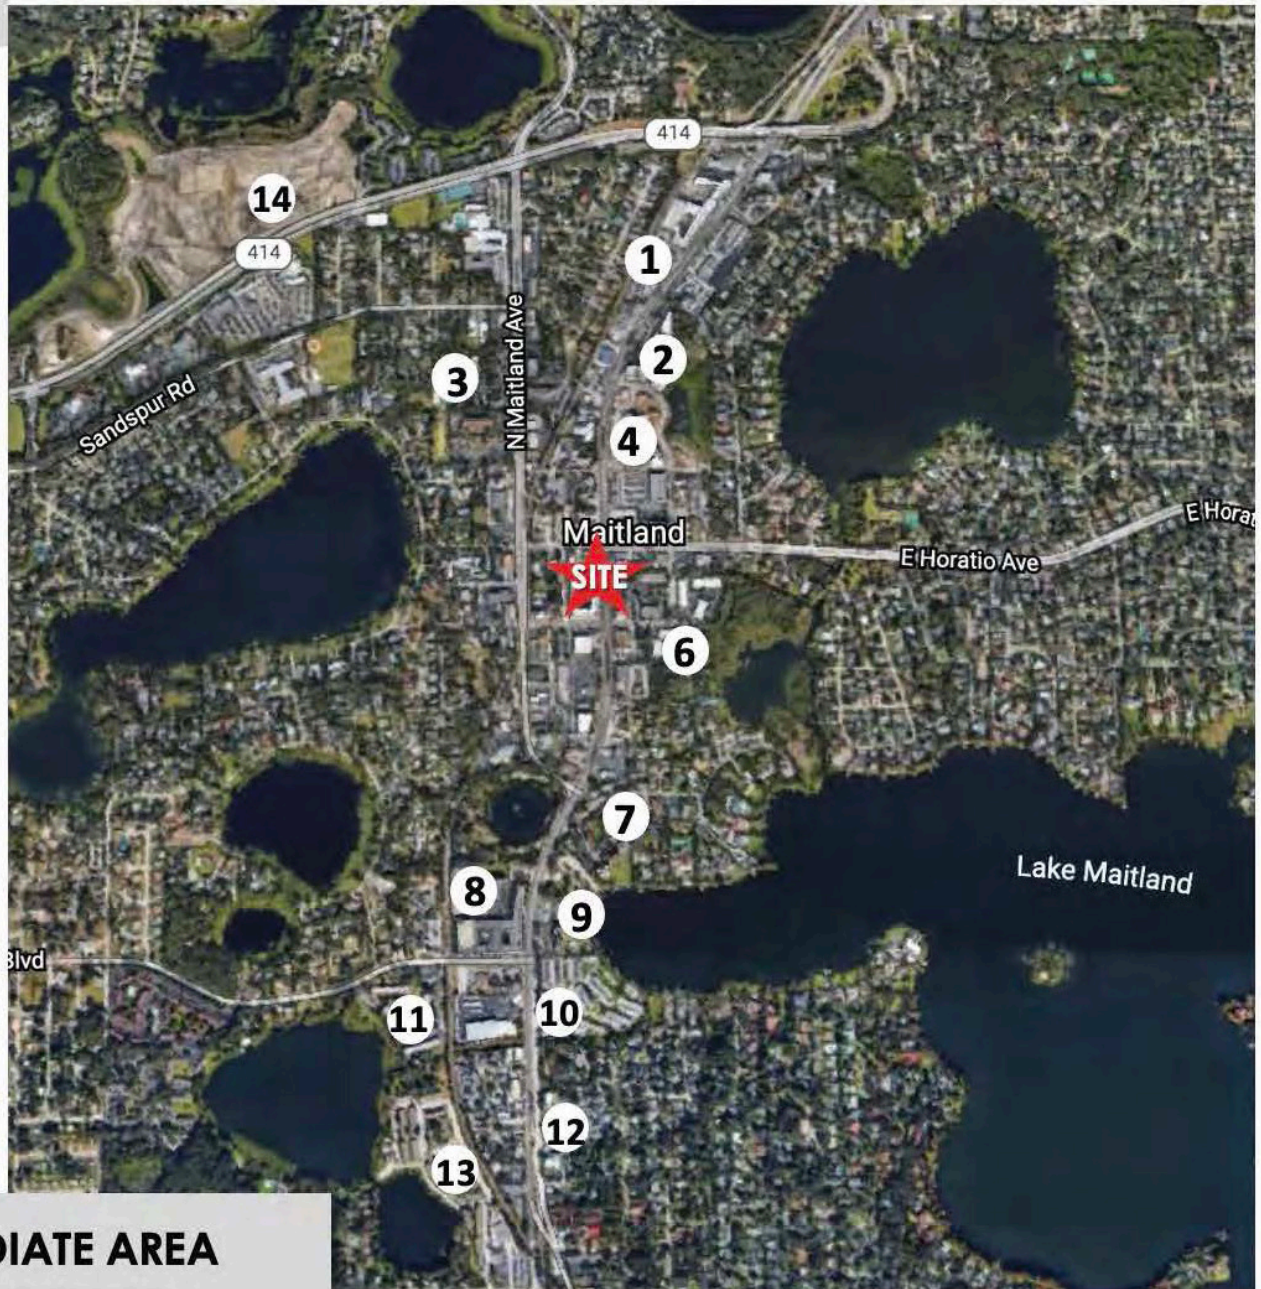 414
14
414
1
N Maitland Ave
2
3
Sandspur Rd
4
Maitland
E Horat
E Horatio Ave
SITE
6
7
Lake Maitland
8
9
Blvd
10
11
12
13
DIATE AREA